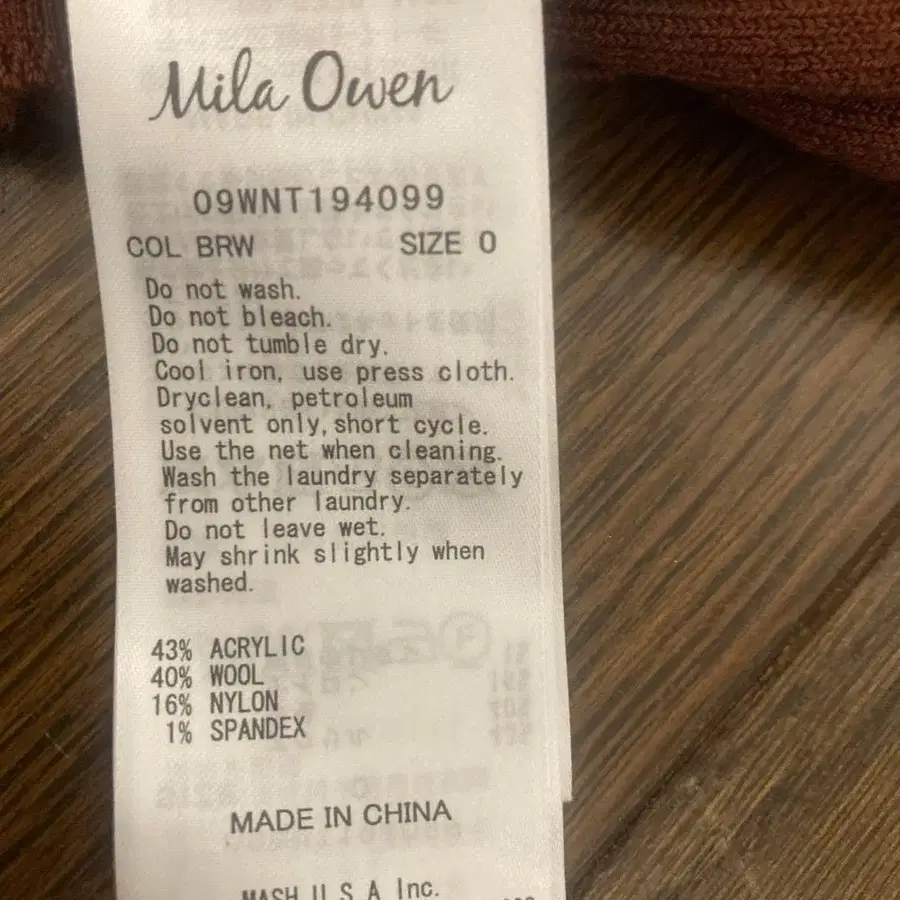 Mila Owen
09WNT194099
COL BRW SIZE 0
Do not wash.
Do not bleach.
Do not tumble dry.
Cool iron, use press cloth.
Dryclean, petroleum
solvent only, short cycle.
Use the net when cleaning.
Wash the laundry separately
from other laundry.
Do not leave wet.
May shrink slightly when
washed.
43% ACRYLIC
40% WOOL
16% NYLON
1% SPANDEX
MADE IN CHINA
MASH U.S.A Inc.